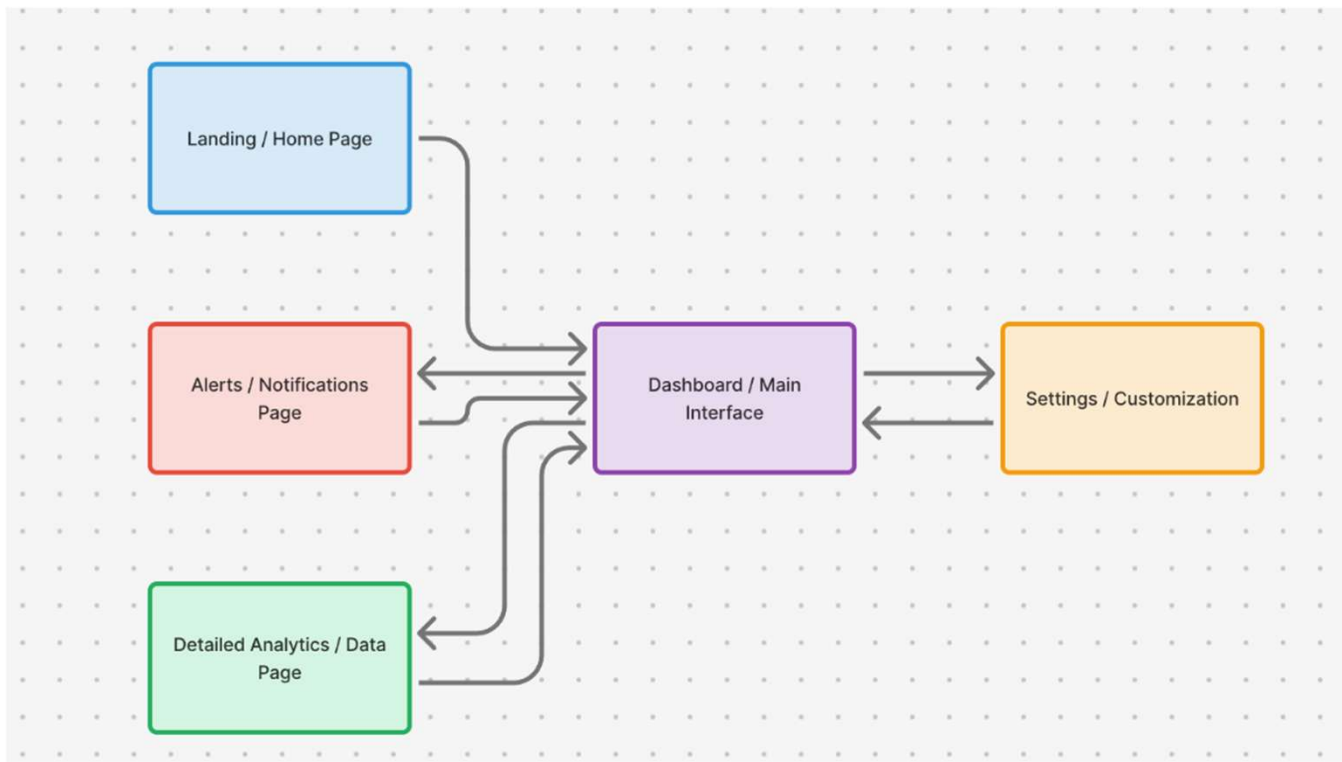 Landing / Home Page
Alerts / Notifications
Page
Dashboard / Main
Interface
Settings / Customization
Detailed Analytics / Data
Page